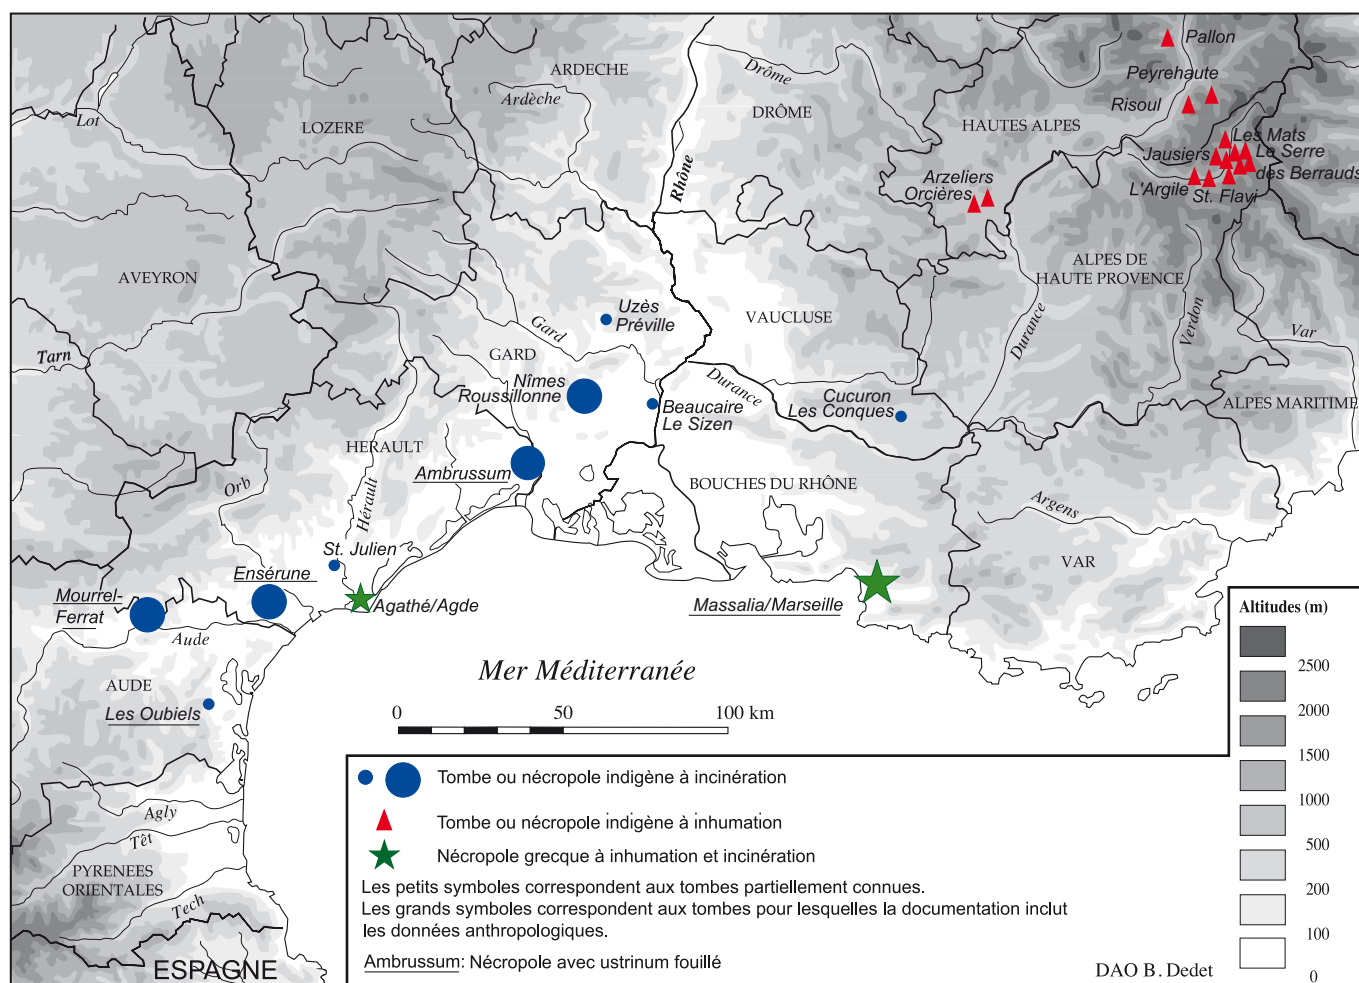 Pallon
ARDECHE
Drôme
Peyrehaute
Ardèche
DRÔME
Risoul
Lot
LOZERE
HAUTES ALPES
Les Mats
Jausiers
Le Serre
des Berrauds
Rhône
Arzeliers
Orcières
L'Argile
St. Flavi
AVEYRON
ALPES DE
HAUTE PROVENCE
Uzès
Préville
VAUCLUSE
Gard
Durance
Verdon
Var
Tarn
GARD
Nîmes
Roussillonne
Durance
Beaucaire
Le Sizen
Cucuron
Les Conques
ALPES MARITIME
HERAULT
Ambrussum
Orb
Hérault
BOUCHES DU RHÔNE
Argens
St. Julien
VAR
Ensérune
Mourrel-
Ferrat
Agathé/Agde
Massalia/Marseille
Aude
Mer Méditerranée
AUDE
Les Oubiels
0 50 100 km
Agly
Têt
PYRENEES
ORIENTALES
Tech
ESPAGNE
Tombe ou nécropole indigène à incinération
Tombe ou nécropole indigène à inhumation
Nécropole grecque à inhumation et incinération
Les petits symboles correspondent aux tombes partiellement connues.
Les grands symboles correspondent aux tombes pour lesquelles la documentation inclut
les données anthropologiques.
Ambrussum: Nécropole avec ustrinum fouillé
DAO B. Dedet
Altitudes (m)
2500
2000
1500
1000
500
200
100
0